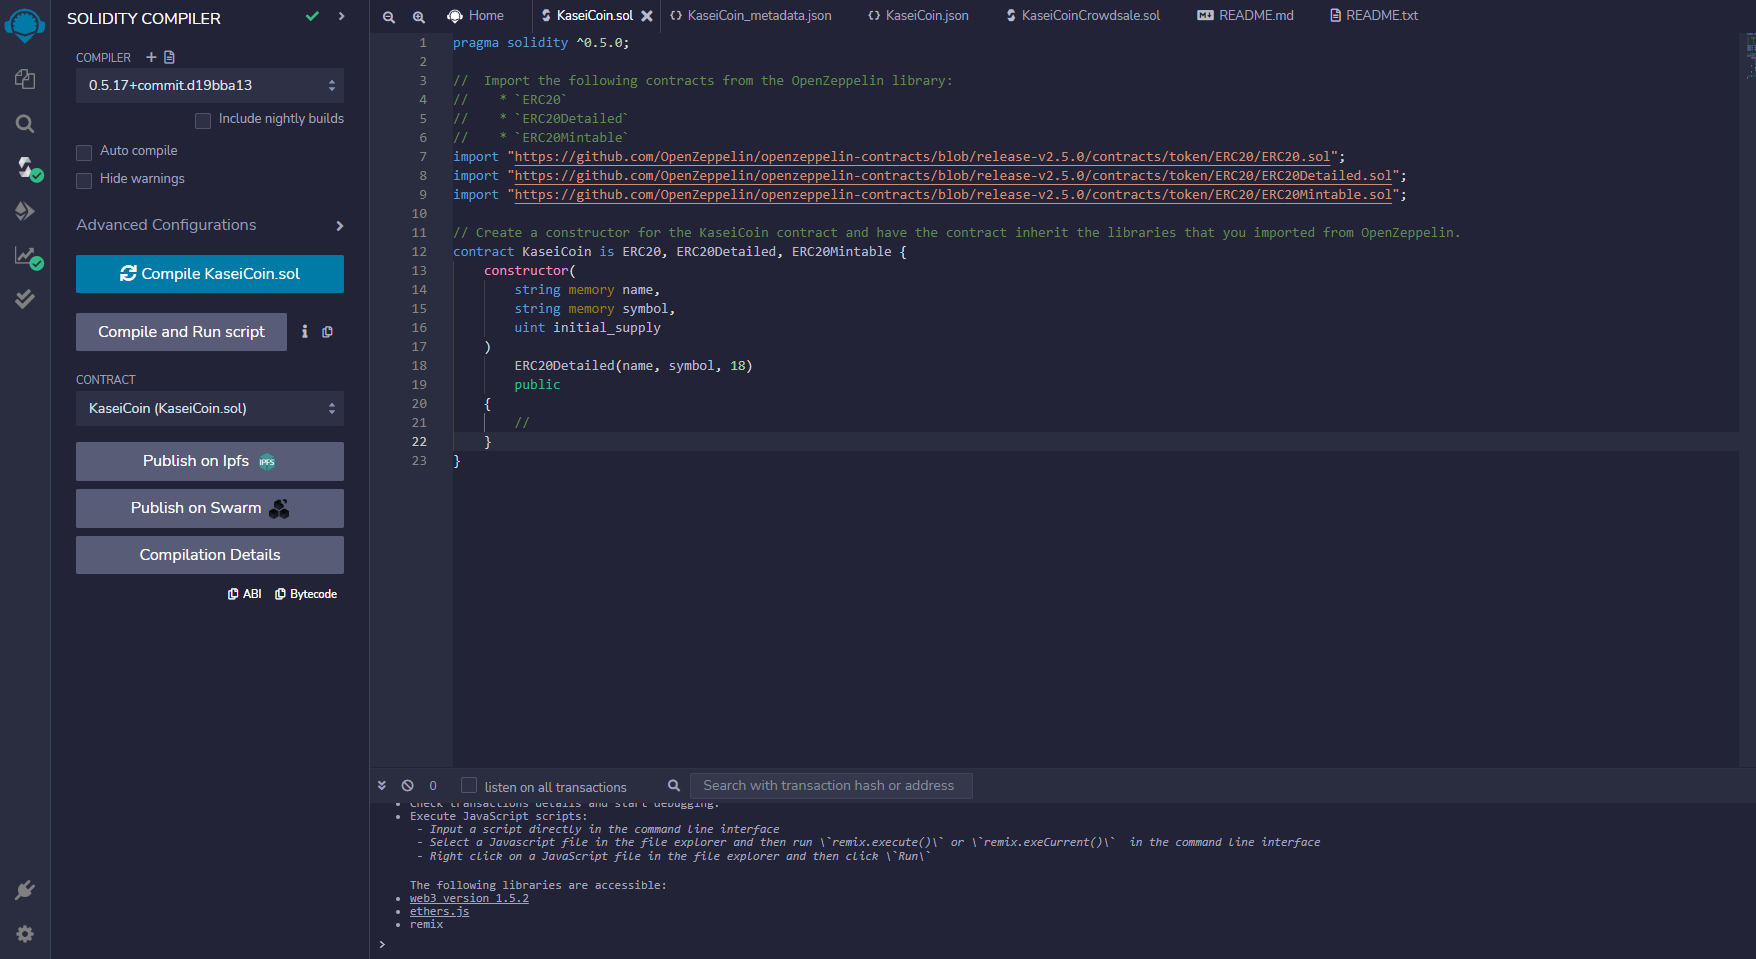 SOLIDITY COMPILER
COMPILER
0.5.17+commit.d19bba13
Include nightly builds
Auto compile
Hide warnings
Advanced Configurations
Compile KaseiCoin.sol
Compile and Run script
CONTRACT
KaseiCoin (KaseiCoin.sol)
Publish on Ipfs IPFS
Publish on Swarm
Compilation Details
ABI Bytecode
Home KaseiCoin.sol KaseiCoin_metadata.json KaseiCoin.json KaseiCoinCrowdsale.sol README.md README.txt
1 pragma solidity ^0.5.0;
2
3 //  Import the following contracts from the OpenZeppelin library:
4 //    * `ERC20`
5 //    * `ERC20Detailed`
6 //    * `ERC20Mintable`
7 import "https://github.com/OpenZeppelin/openzeppelin-contracts/blob/release-v2.5.0/contracts/token/ERC20/ERC20.sol";
8 import "https://github.com/OpenZeppelin/openzeppelin-contracts/blob/release-v2.5.0/contracts/token/ERC20/ERC20Detailed.sol";
9 import "https://github.com/OpenZeppelin/openzeppelin-contracts/blob/release-v2.5.0/contracts/token/ERC20/ERC20Mintable.sol";
10
11 // Create a constructor for the KaseiCoin contract and have the contract inherit the libraries that you imported from OpenZeppelin.
12 contract KaseiCoin is ERC20, ERC20Detailed, ERC20Mintable {
13     constructor(
14         string memory name,
15         string memory symbol,
16         uint initial_supply
17     )
18         ERC20Detailed(name, symbol, 18)
19         public
20     {
21         //
22     }
23 }
0 listen on all transactions Search with transaction hash or address
• Check transactions details and start debugging.
• Execute JavaScript scripts:
- Input a script directly in the command line interface
- Select a Javascript file in the file explorer and then run \`remix.execute()\` or \`remix.exeCurrent()\`  in the command line interface
- Right click on a JavaScript file in the file explorer and then click \`Run\`
The following libraries are accessible:
• web3 version 1.5.2
• ethers.js
• remix
>